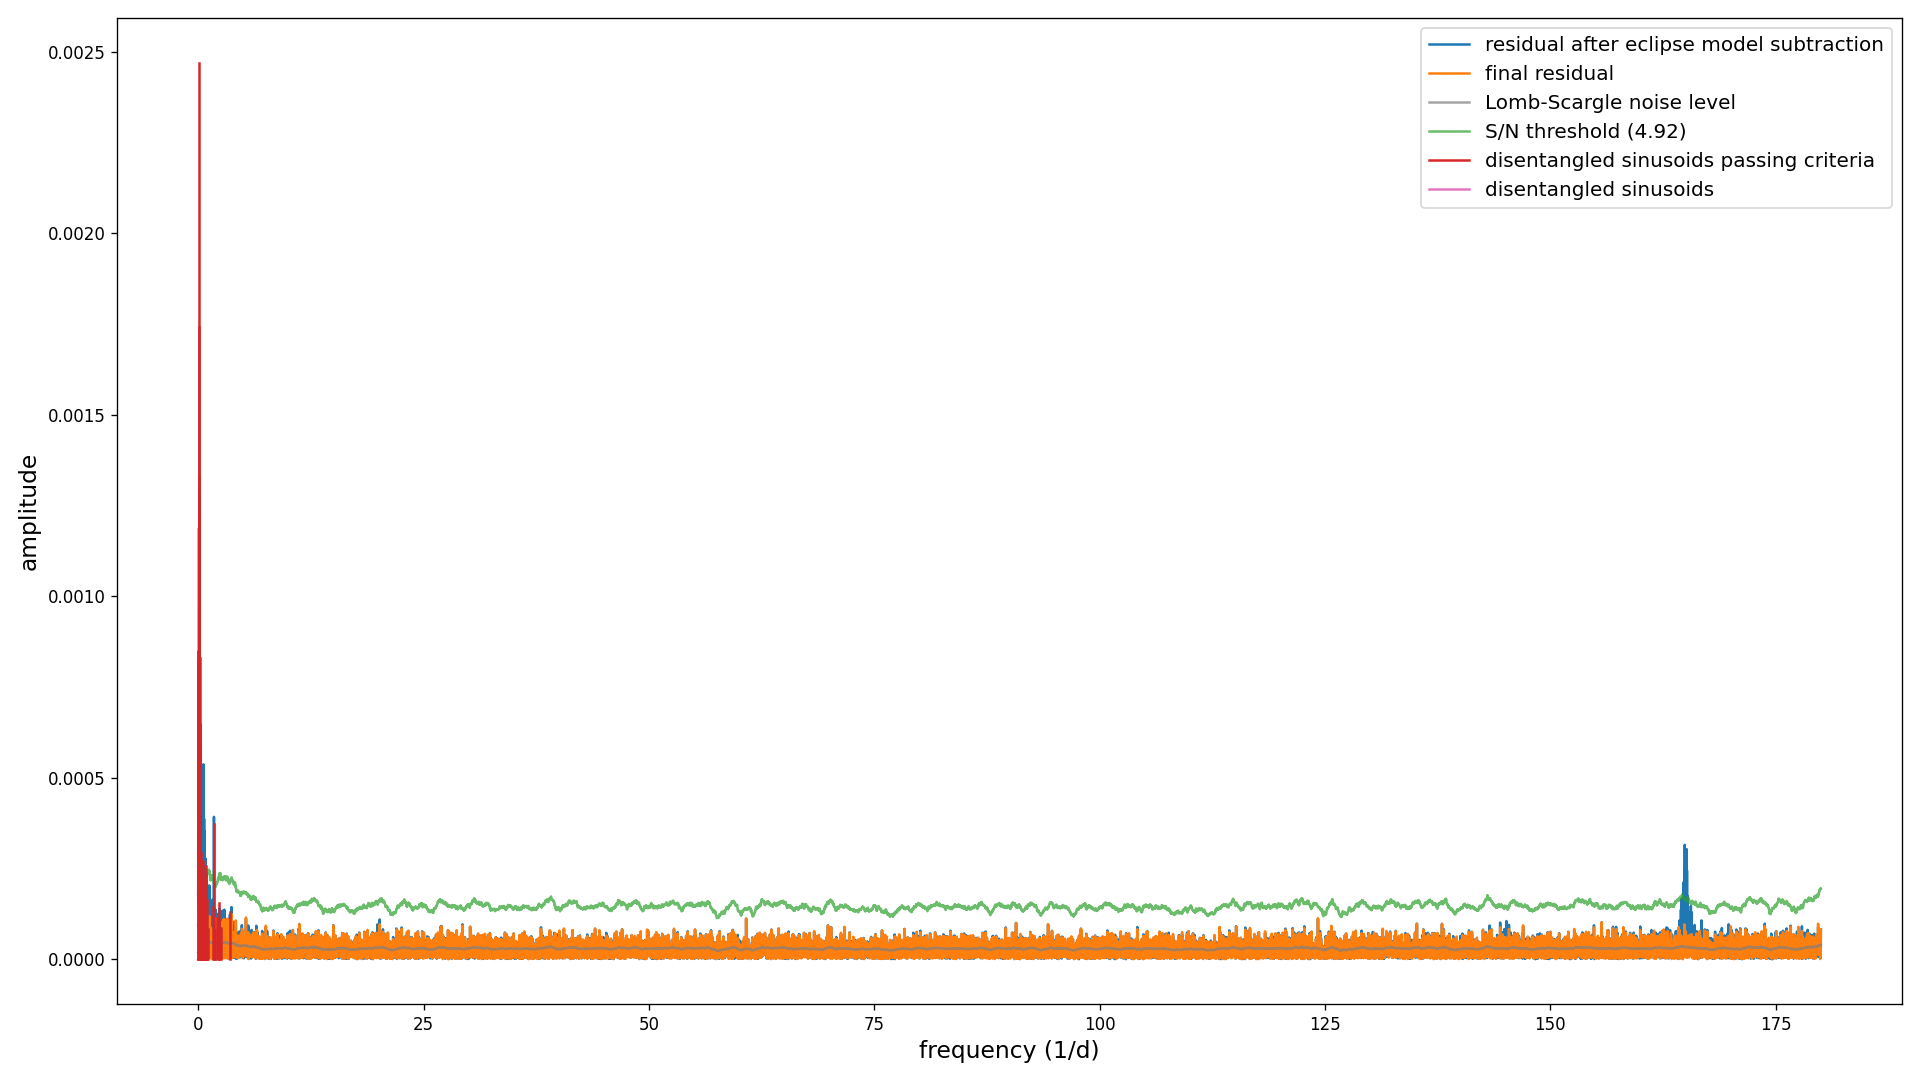 residual after eclipse model subtraction
final residual
Lomb-Scargle noise level
S/N threshold (4.92)
disentangled sinusoids passing criteria
disentangled sinusoids
amplitude
0.0025
0.0020
0.0015
0.0010
0.0005
0.0000
0 25 50 75 100 125 150 175
frequency (1/d)